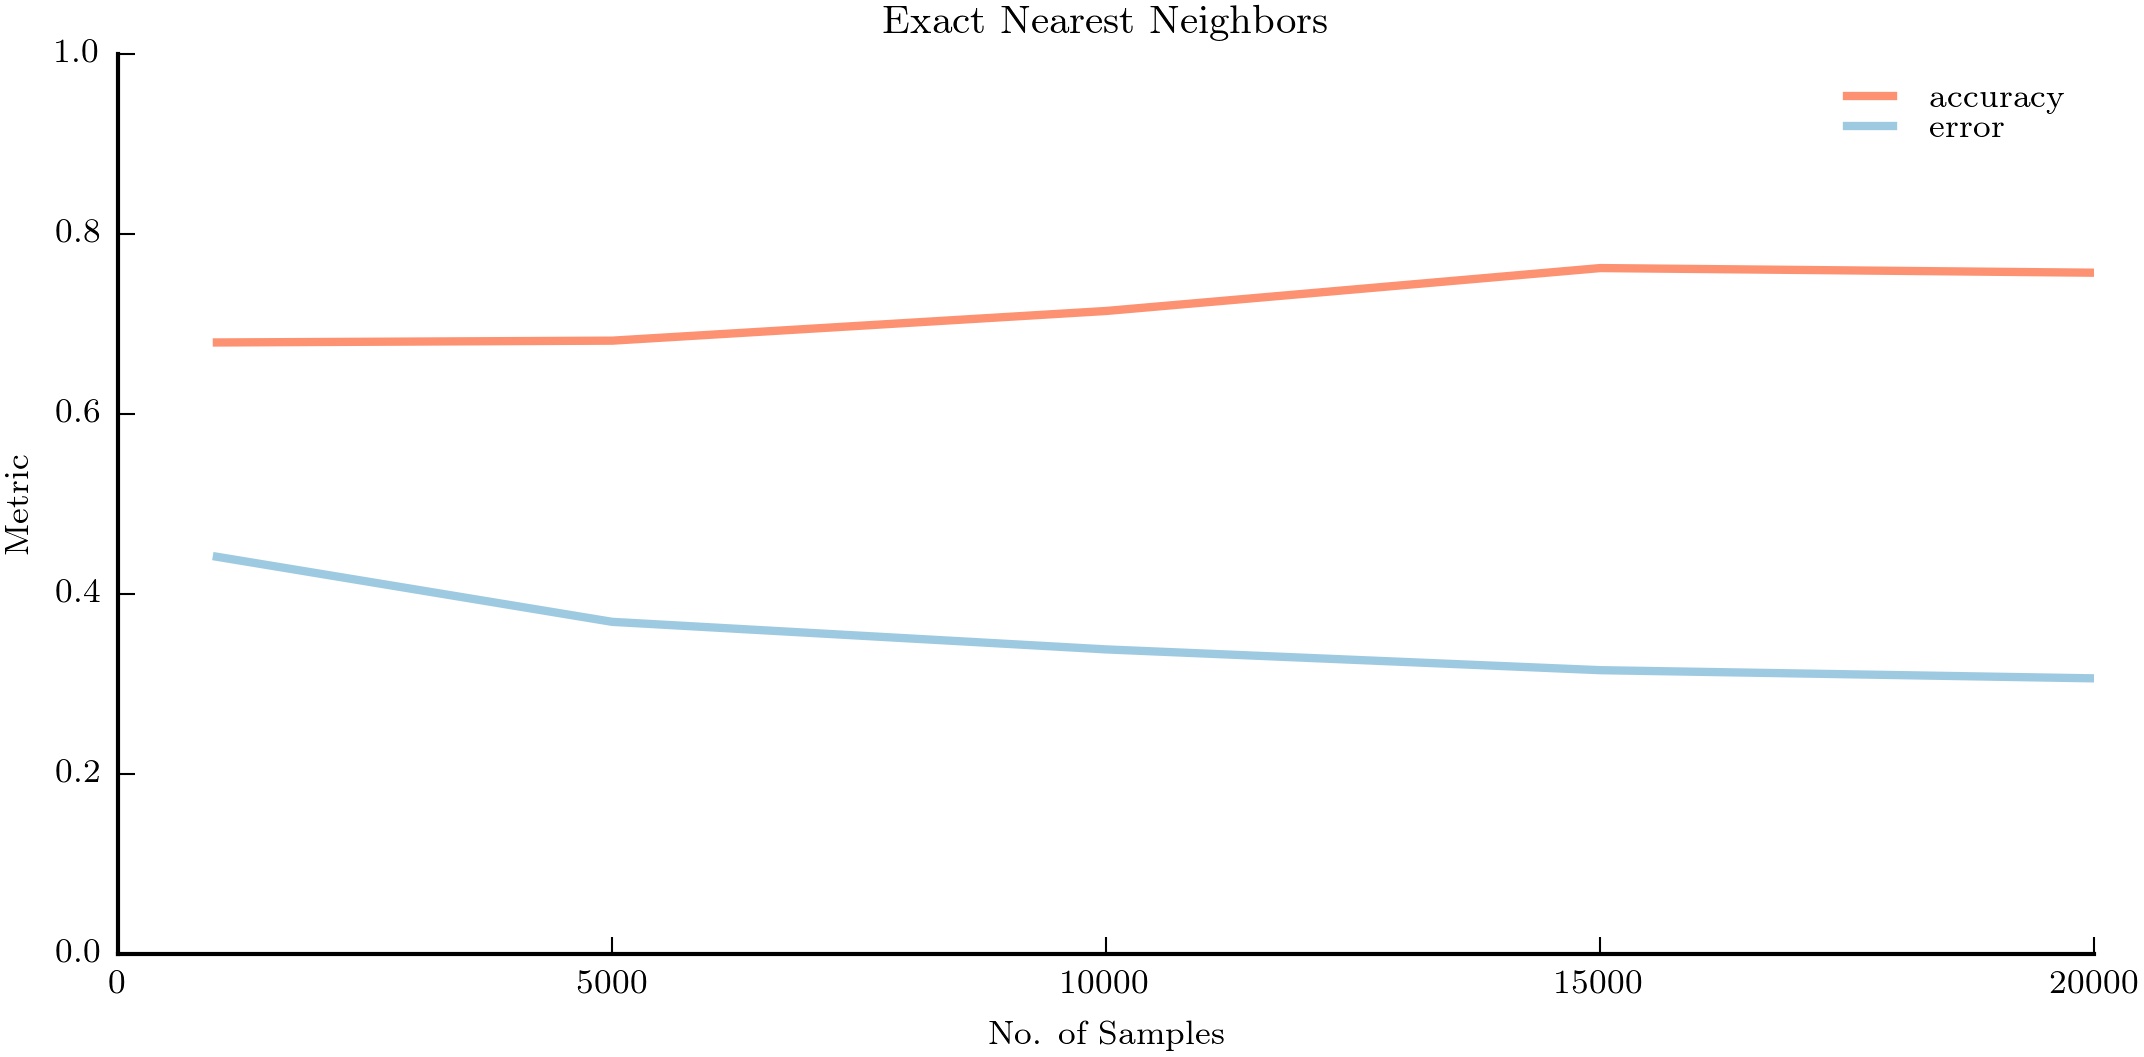 Exact Nearest Neighbors
1.0
accuracy
error
0.8
0.6
Metric
0.4
0.2
0.0
0 5000 10000 15000 20000
No. of Samples